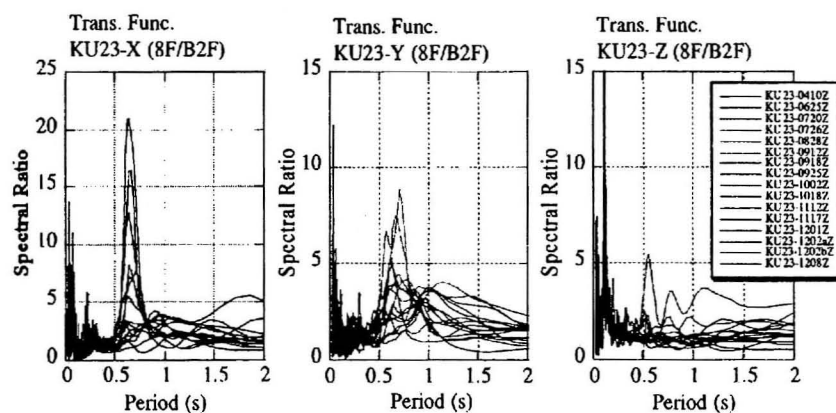 Trans. Func.
KU23-X (8F/B2F)
Spectral Ratio
25
20
15
10
5
0
0 0.5 1 1.5 2
Period (s)
Trans. Func.
KU23-Y (8F/B2F)
Spectral Ratio
15
10
5
0
0 0.5 1 1.5 2
Period (s)
Trans. Func.
KU23-Z (8F/B2F)
Spectral Ratio
15
10
5
0
0 0.5 1 1.5 2
Period (s)
KU23-0410Z
KU23-0625Z
KU23-0720Z
KU23-0726Z
KU23-0828Z
KU23-0912Z
KU23-0918Z
KU23-0925Z
KU23-1002Z
KU23-1018Z
KU23-1112Z
KU23-1117Z
KU23-1201Z
KU23-1202aZ
KU23-1202bZ
KU23-1208Z